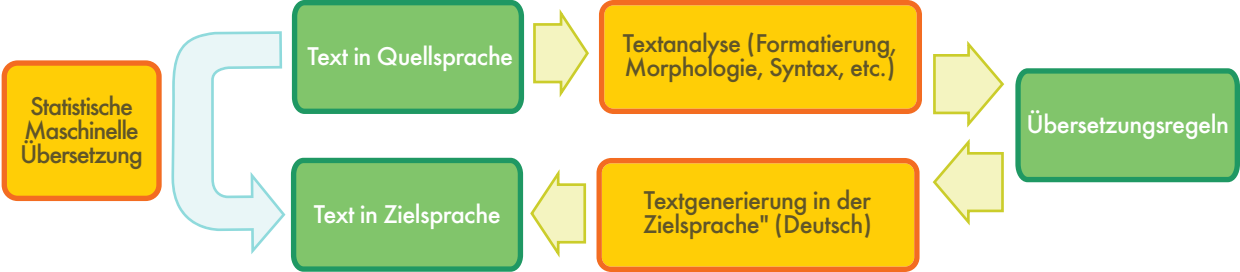 Statistische
Maschinelle
Übersetzung
Text in Quellsprache
Textanalyse (Formatierung,
Morphologie, Syntax, etc.)
Übersetzungsregeln
Textgenerierung in der
Zielsprache" (Deutsch)
Text in Zielsprache